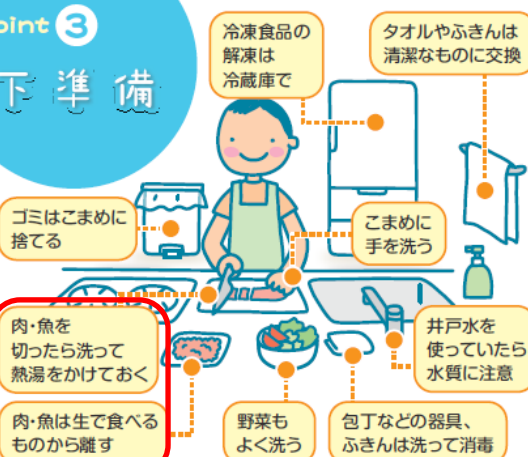 oint 3
下準備
冷凍食品の
解凍は
冷蔵庫で
タオルやふきんは
清潔なものに交換
ゴミはこまめに
捨てる
こまめに
手を洗う
肉・魚を
切ったら洗って
熱湯をかけておく
井戸水を
使っていたら
水質に注意
肉・魚は生で食べる
ものから離す
野菜も
よく洗う
包丁などの器具、
ふきんは洗って消毒